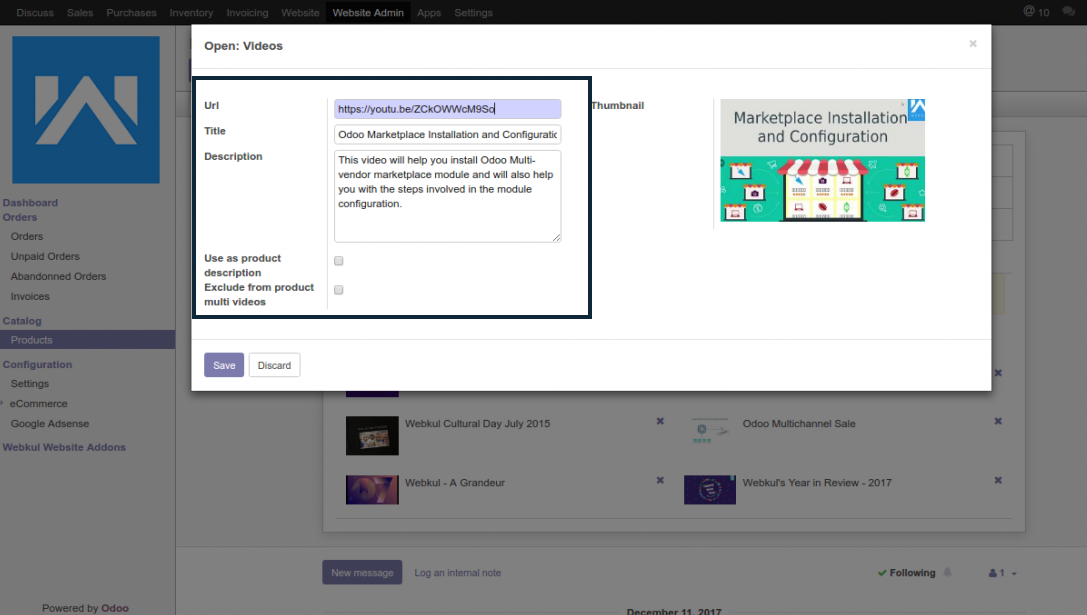 Discuss Sales Purchases Inventory Invoicing Website Website Admin Apps Settings
@ 10
Open: Videos
×
Url
https://youtu.be/ZCkOWWcM9So
Title
Odoo Marketplace Installation and Configuratic
Description
This video will help you install Odoo Multi-
vendor marketplace module and will also help
you with the steps involved in the module
configuration.
Use as product
description
Exclude from product
multi videos
Thumbnail
Marketplace Installation
and Configuration
Save
Discard
Dashboard
Orders
Orders
Unpaid Orders
Abandonned Orders
Invoices
Catalog
Products
Configuration
Settings
eCommerce
Google Adsense
Webkul Website Addons
Webkul Cultural Day July 2015
Odoo Multichannel Sale
Webkul - A Grandeur
Webkul's Year in Review - 2017
New message
Log an internal note
Following
1
Powered by Odoo
December 11, 2017